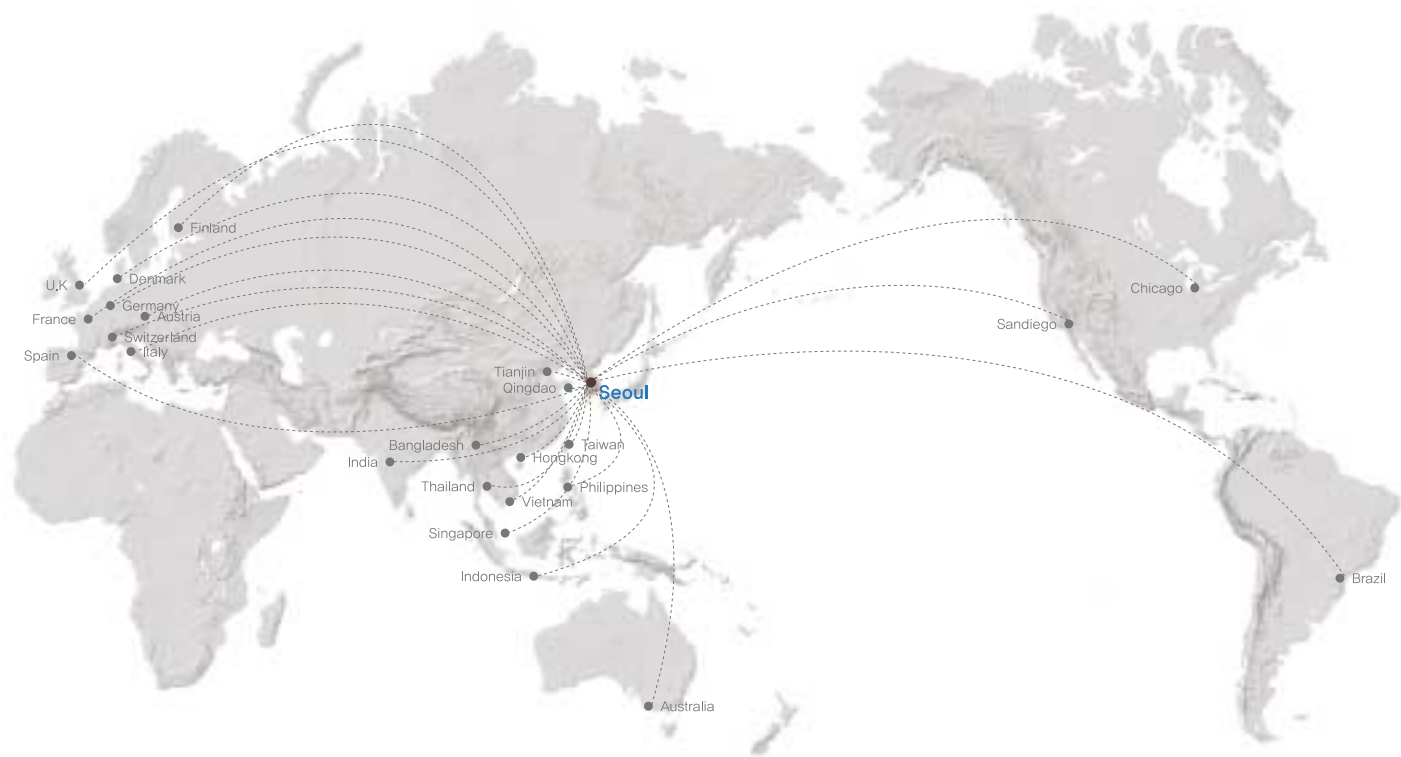 Finland
Denmark
U.K
Chicago
Germany
Austria
France
Sandiego
Switzerland
Italy
Spain
Tianjin
Qingdao
Seoul
Bangladesh
Taiwan
India
Hongkong
Thailand
Philippines
Vietnam
Singapore
Indonesia
Brazil
Australia